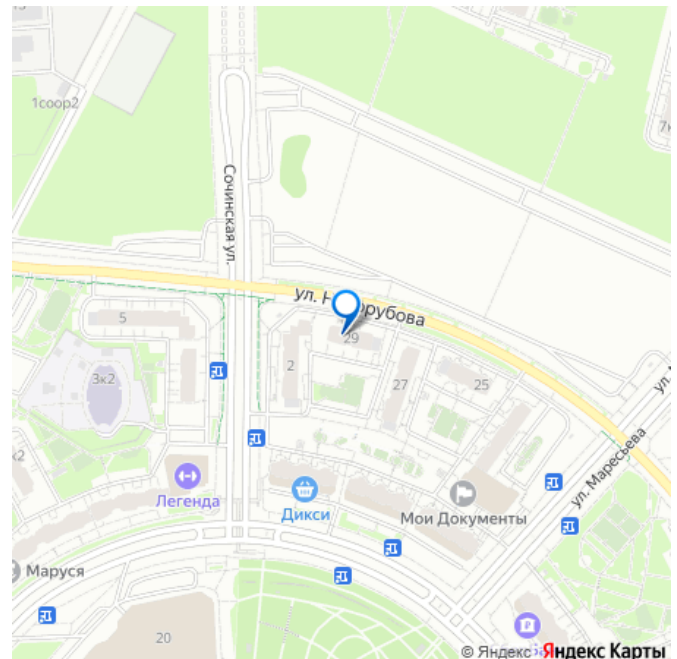 1соор2
7к
Сочинская ул.
ул. Н
орубова
5
29
2
3к2
27
25
ул.
ул. Маресьева
к2
Легенда
Дикси
Мои Документы
Маруся
20
© Яндекс Яндекс Карты